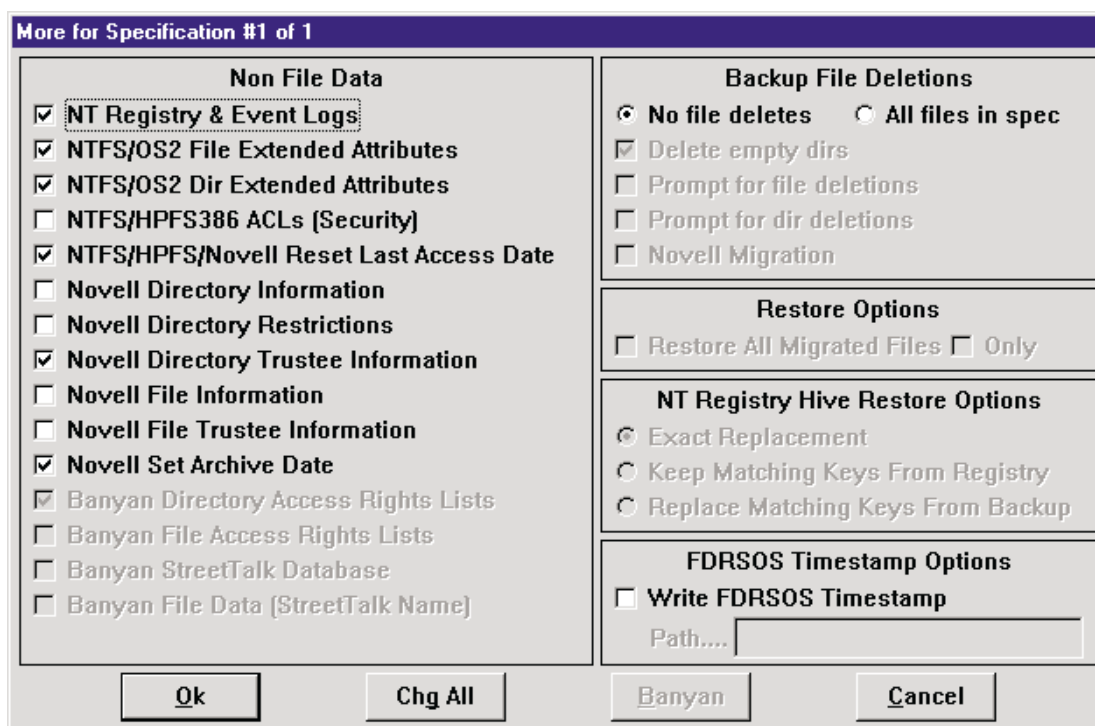 More for Specification #1 of 1
Non File Data
NT Registry & Event Logs
NTFS/OS2 File Extended Attributes
NTFS/OS2 Dir Extended Attributes
NTFS/HPFS386 ACLs (Security)
NTFS/HPFS/Novell Reset Last Access Date
Novell Directory Information
Novell Directory Restrictions
Novell Directory Trustee Information
Novell File Information
Novell File Trustee Information
Novell Set Archive Date
Banyan Directory Access Rights Lists
Banyan File Access Rights Lists
Banyan StreetTalk Database
Banyan File Data (StreetTalk Name)
Backup File Deletions
No file deletes All files in spec
Delete empty dirs
Prompt for file deletions
Prompt for dir deletions
Novell Migration
Restore Options
Restore All Migrated Files Only
NT Registry Hive Restore Options
Exact Replacement
Keep Matching Keys From Registry
Replace Matching Keys From Backup
FDRSOS Timestamp Options
Write FDRSOS Timestamp
Path....
Ok Chg All Banyan Cancel